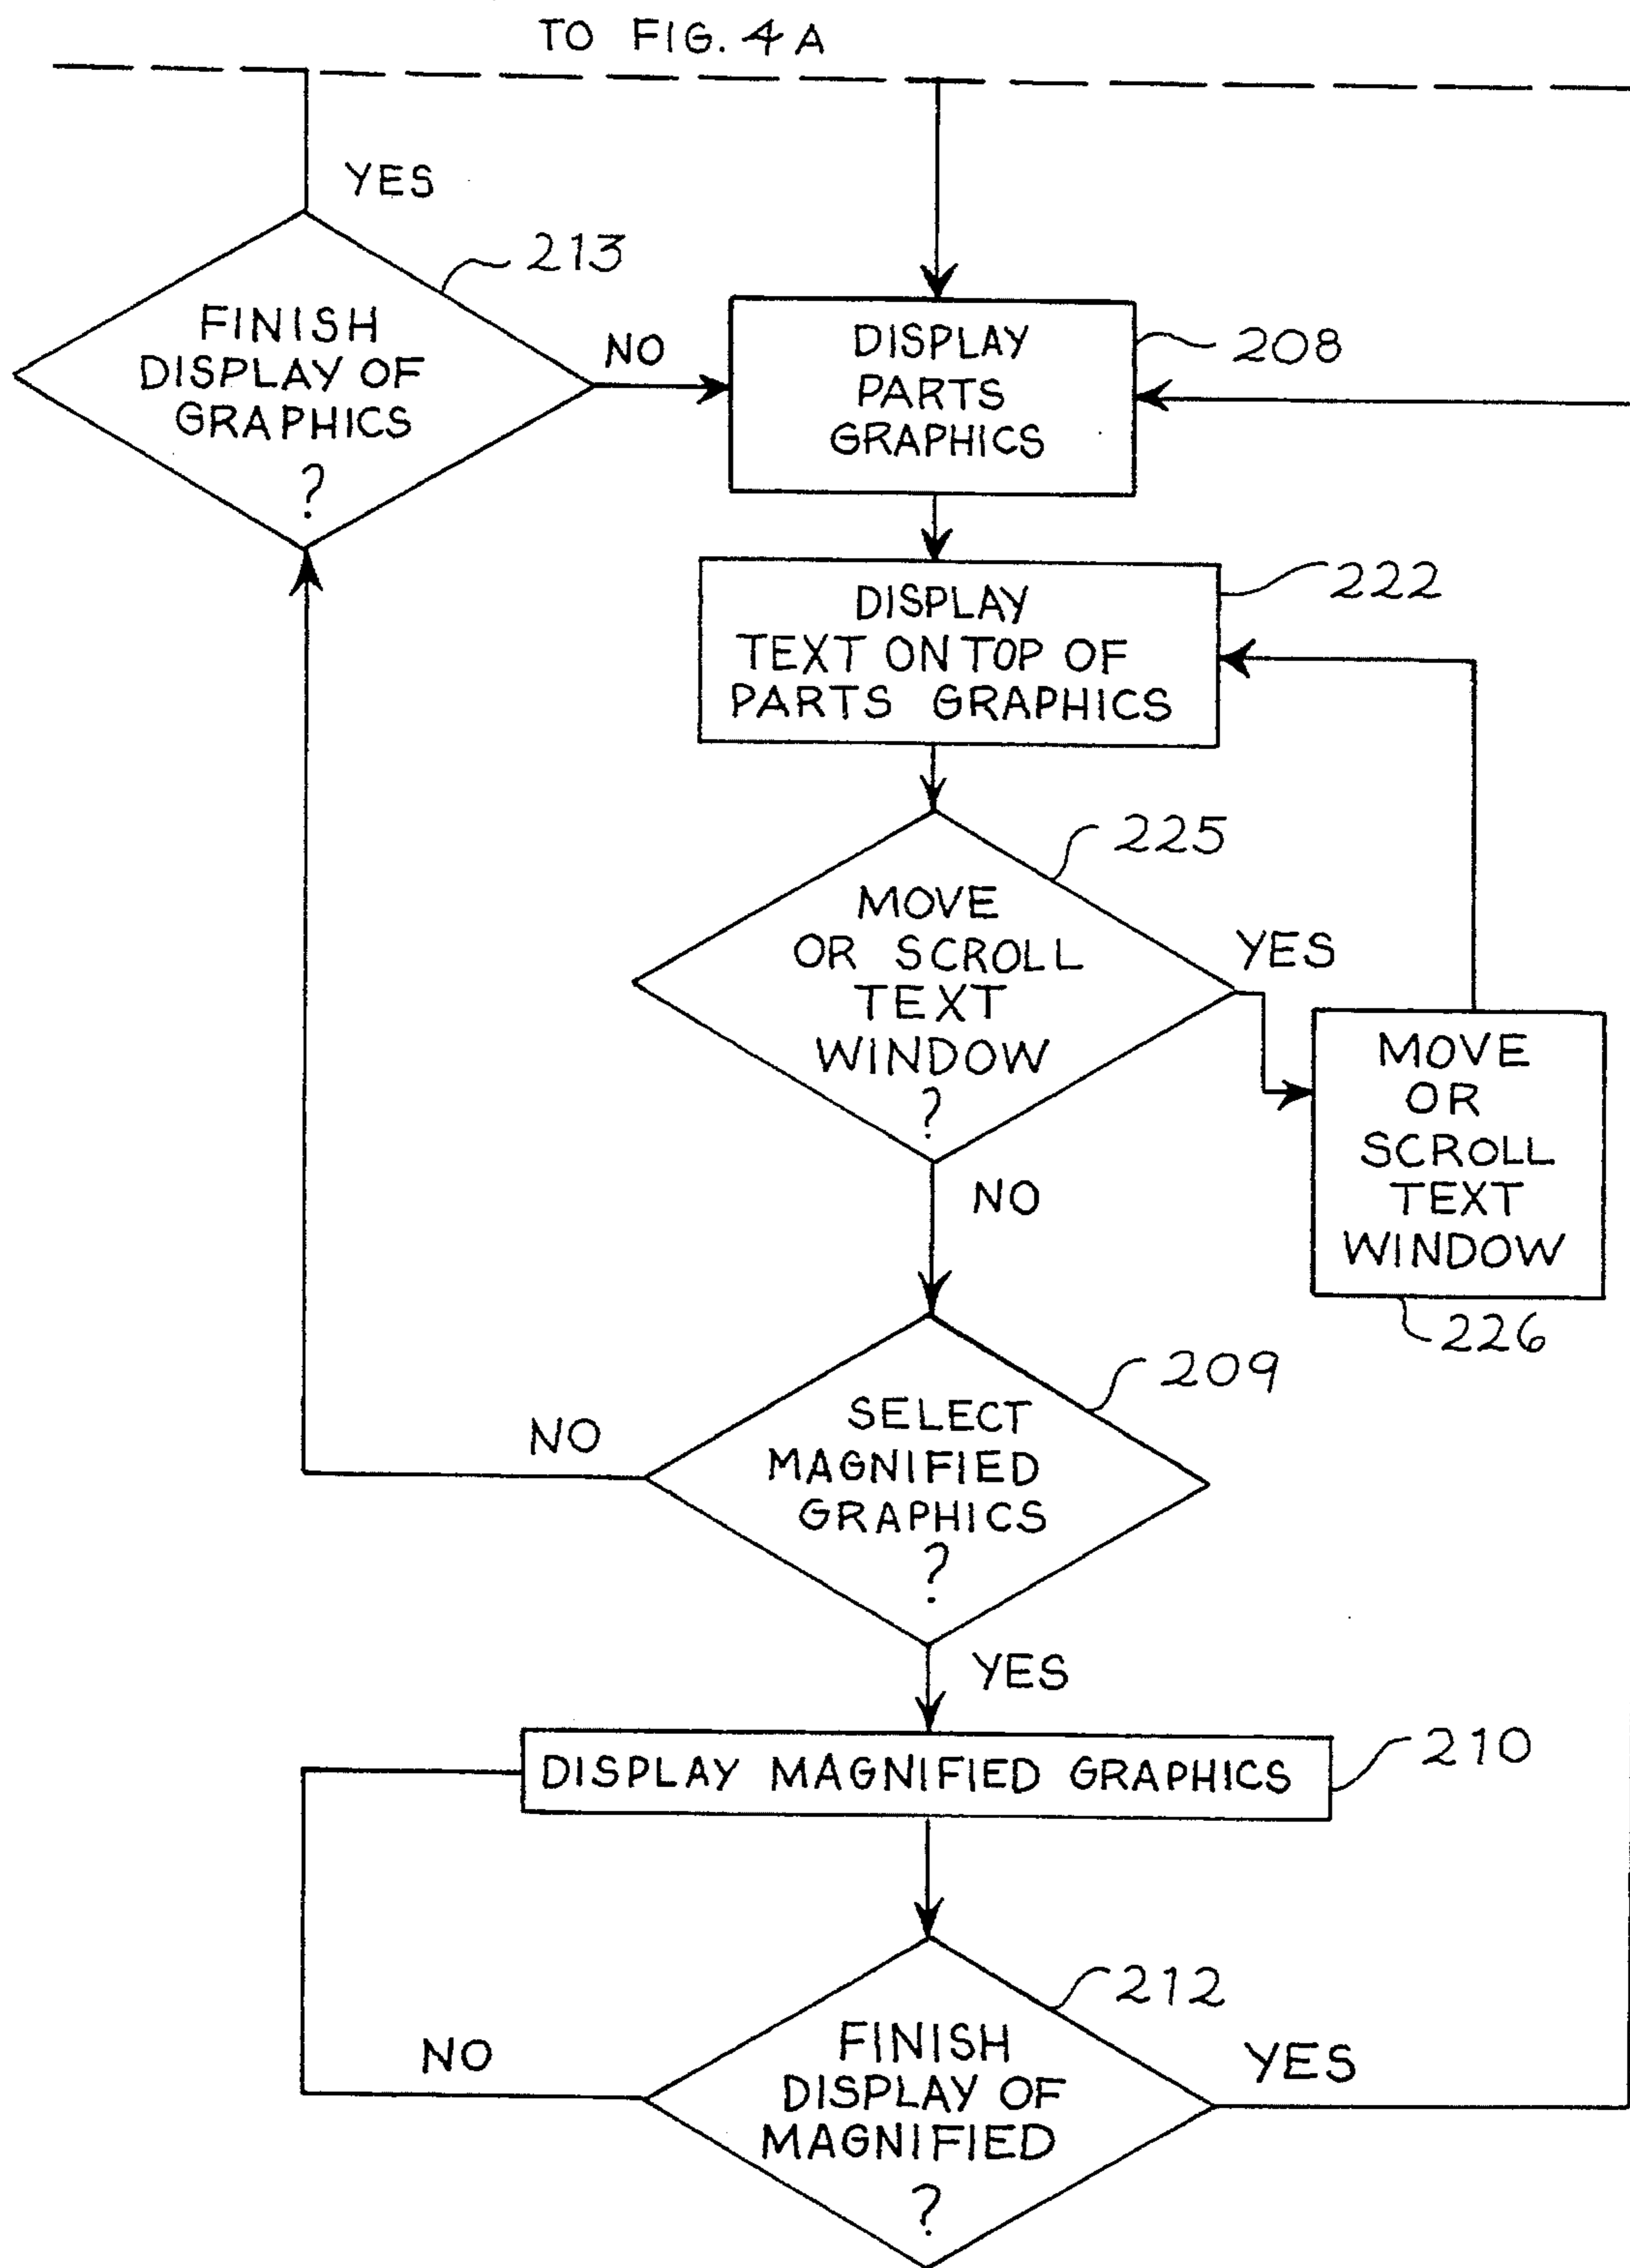 TO FIG. 4A
YES
213
FINISH
DISPLAY OF
GRAPHICS
?
NO
DISPLAY
PARTS
GRAPHICS
208
DISPLAY
TEXT ON TOP OF
PARTS GRAPHICS
222
225
MOVE
OR SCROLL
TEXT
WINDOW
?
YES
MOVE
OR
SCROLL
TEXT
WINDOW
226
NO
209
SELECT
MAGNIFIED
GRAPHICS
?
NO
YES
DISPLAY MAGNIFIED GRAPHICS
210
212
FINISH
DISPLAY OF
MAGNIFIED
?
NO
YES